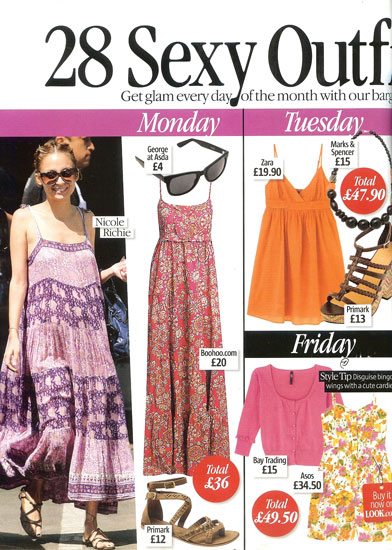 28 Sexy Outfi
Get glam every day of the month with our barg
Monday
Nicole
Richie
George
at Asda
£4
Boohoo.com
£20
Total
£36
Primark
£12
Tuesday
Zara
£19.90
Marks &
Spencer
£15
Total
£47.90
Primark
£13
Friday
Style Tip Disguise bingo
wings with a cute cardie
Bay Trading
£15
Asos
£34.50
Total
£49.50
Buy it
now on
LOOK.co